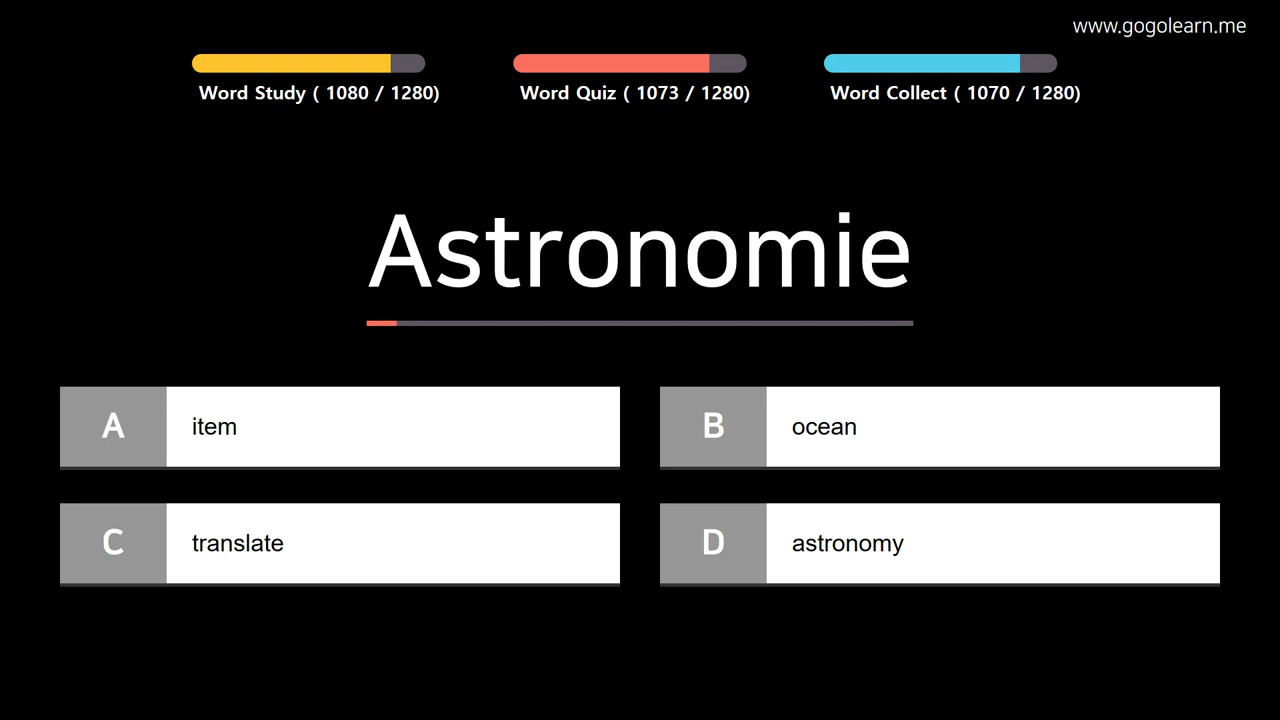 www.gogolearn.me
Word Study ( 1080 / 1280)
Word Quiz ( 1073 / 1280)
Word Collect ( 1070 / 1280)
Astronomie
A item
B ocean
C translate
D astronomy